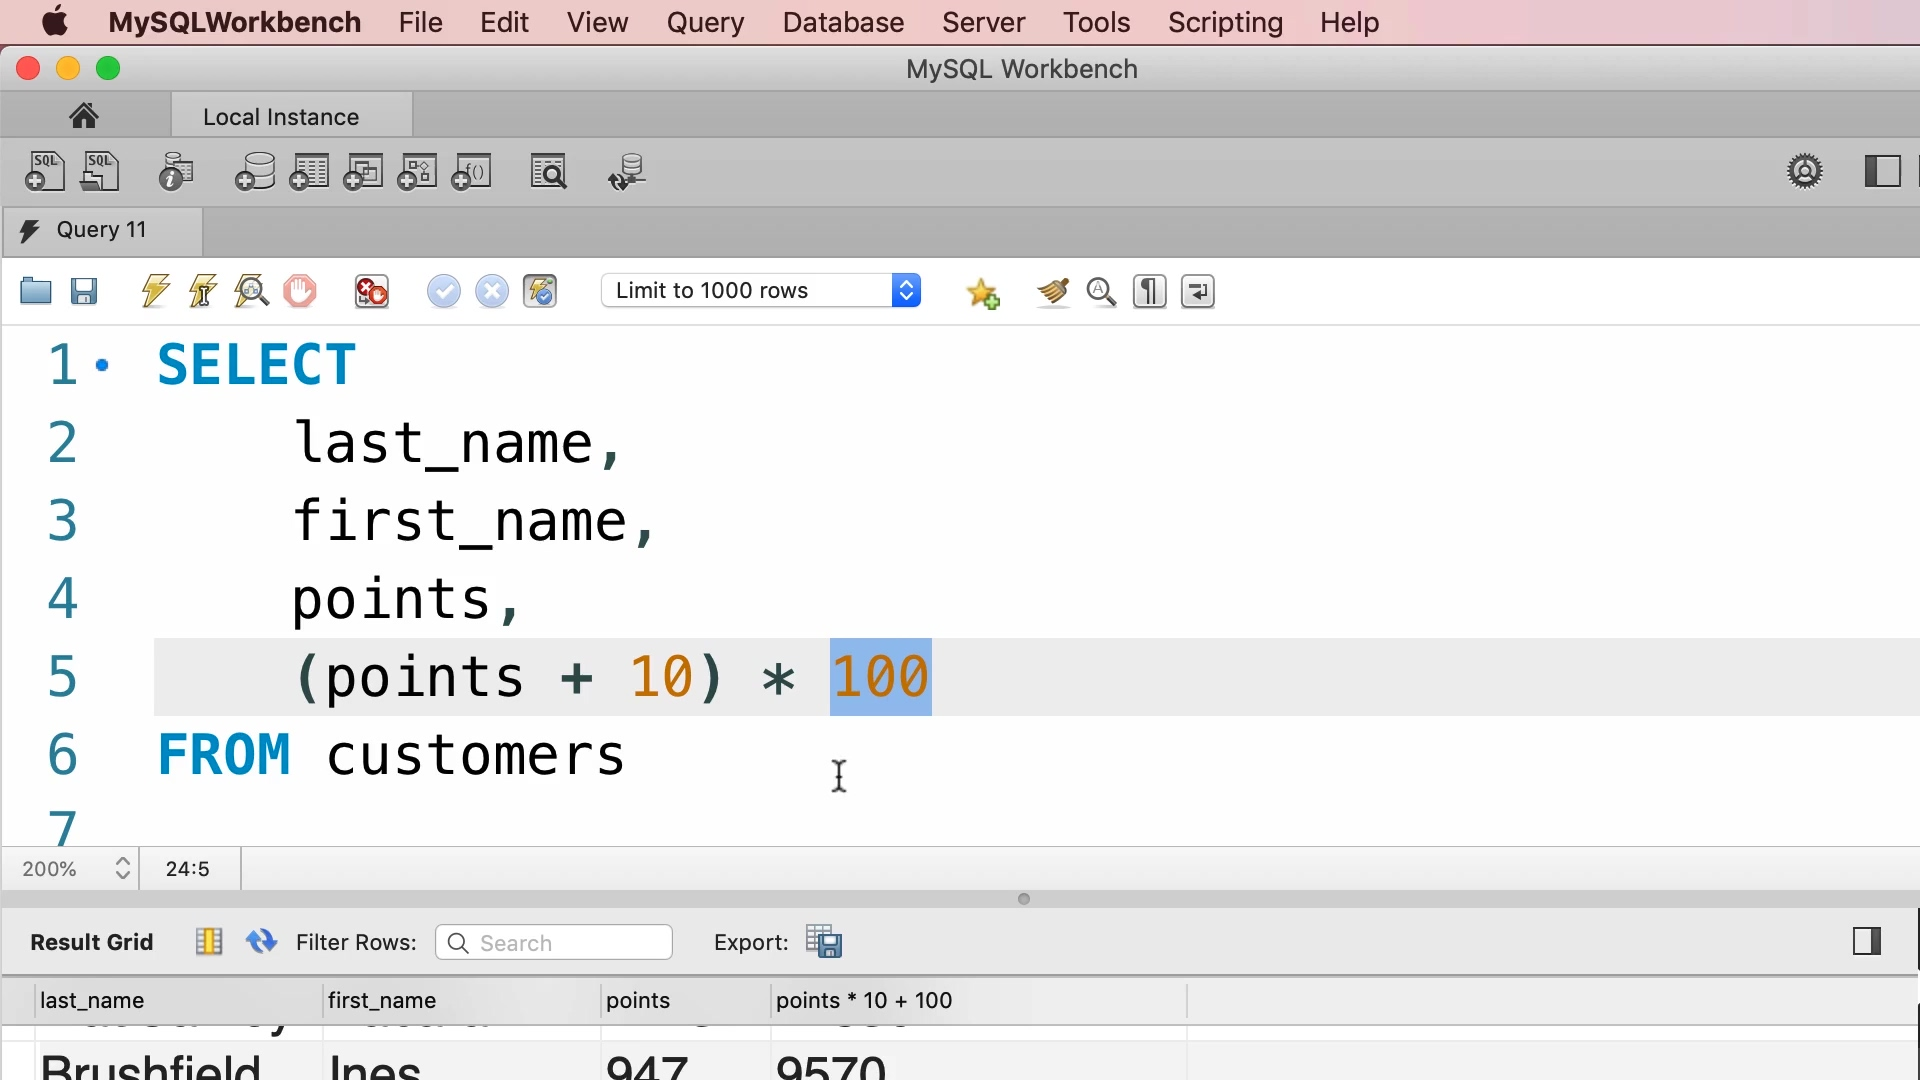 MySQLWorkbench File Edit View Query Database Server Tools Scripting Help
MySQL Workbench
Local Instance
SQL SQL
Query 11
Limit to 1000 rows
1 SELECT
2 last_name,
3 first_name,
4 points,
5 (points + 10) * 100
6 FROM customers
7
200% 24:5
Result Grid Filter Rows: Search Export:
last_name first_name points points * 10 + 100
Brushfield Ines 947 9570